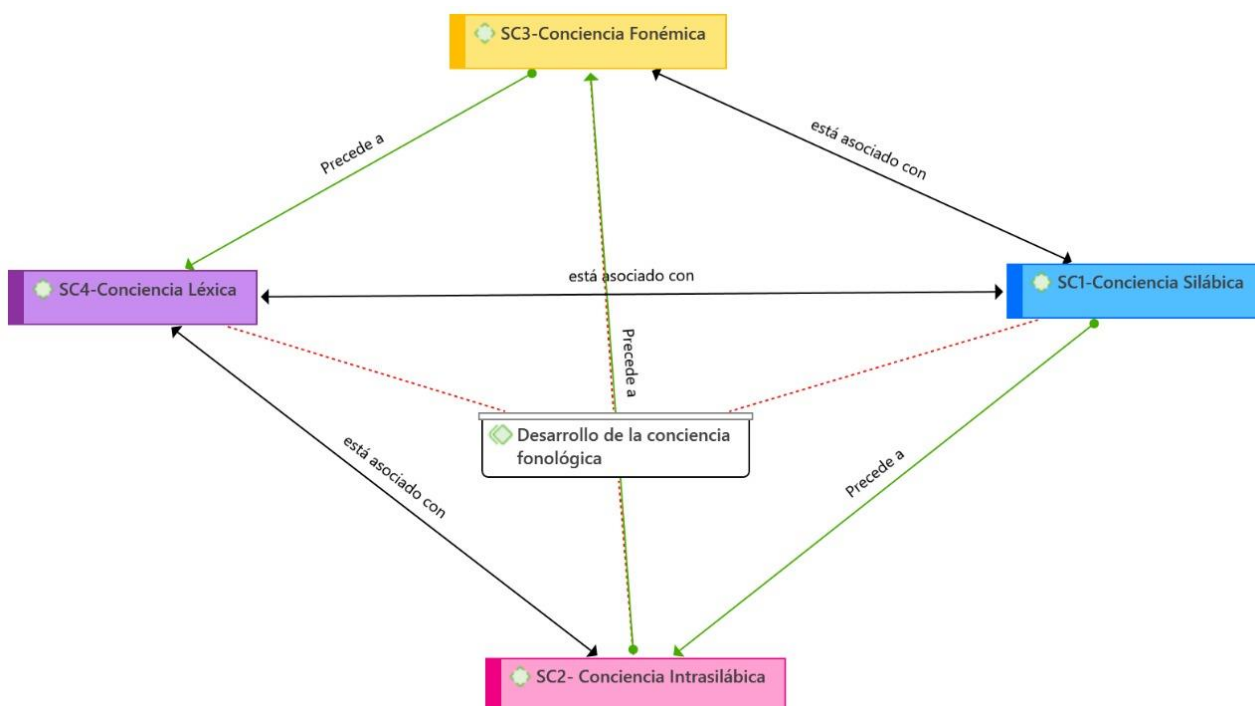 SC3-Conciencia Fonémica
Precede a
está asociado con
SC4-Conciencia Léxica
está asociado con
SC1-Conciencia Silábica
Precede a
Desarrollo de la conciencia
fonológica
está asociado con
Precede a
SC2- Conciencia Intrasilábica